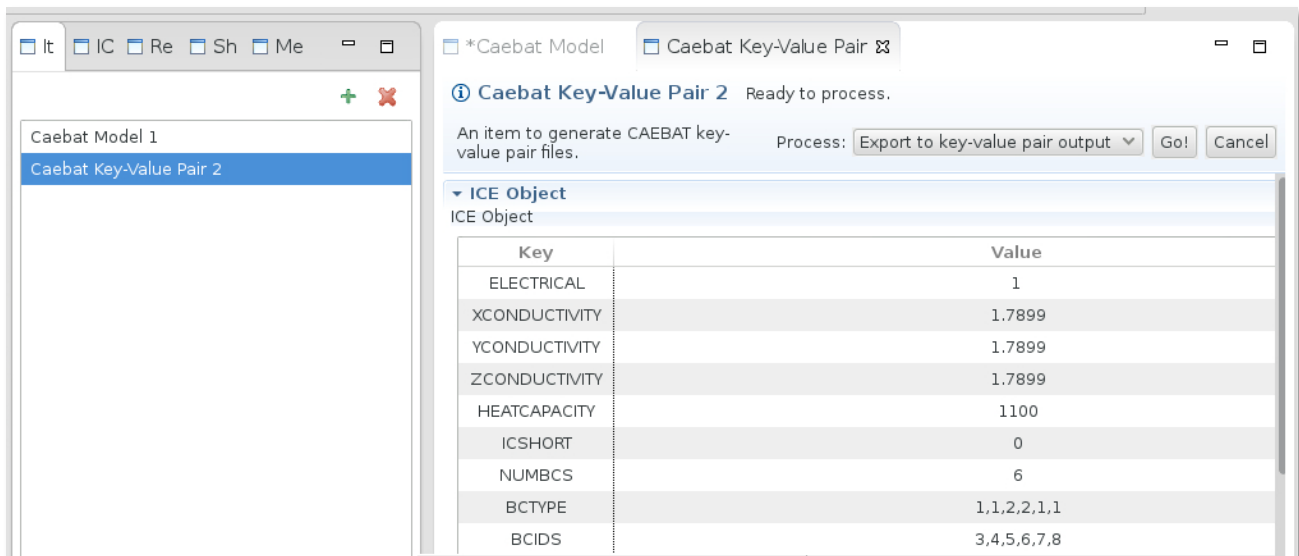 It IC Re Sh Me
Caebat Model 1
Caebat Key-Value Pair 2
*Caebat Model Caebat Key-Value Pair
Caebat Key-Value Pair 2 Ready to process.
An item to generate CAEBAT key-
value pair files.
Process: Export to key-value pair output Go! Cancel
ICE Object
ICE Object
Key Value
ELECTRICAL 1
XCONDUCTIVITY 1.7899
YCONDUCTIVITY 1.7899
ZCONDUCTIVITY 1.7899
HEATCAPACITY 1100
ICSHORT 0
NUMBCS 6
BCTYPE 1,1,2,2,1,1
BCIDS 3,4,5,6,7,8